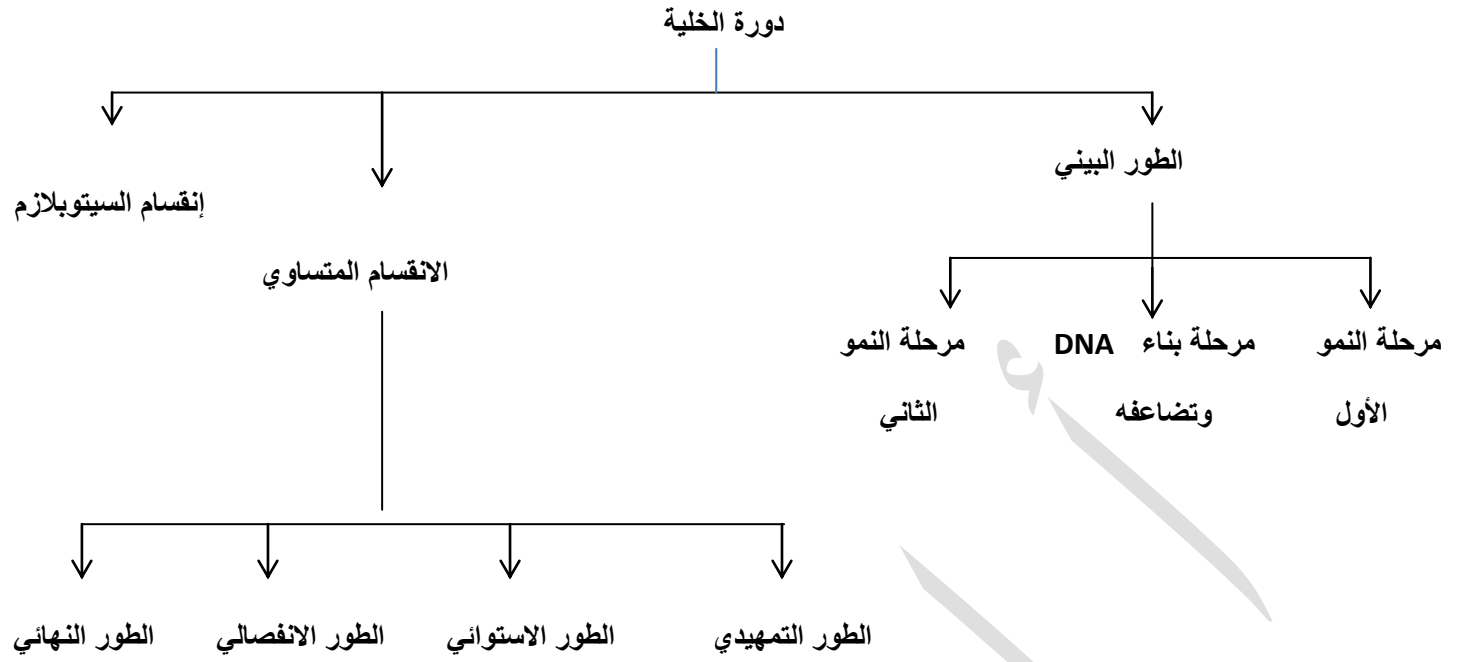 دورة الخلية
الطور البيني
إنقسام السيتوبلازم
الانقسام المتساوي
مرحلة النمو مرحلة بناء DNA مرحلة النمو
الأول وتضاعفه الثاني
الطور التمهيدي الطور الاستوائي الطور الانفصالي الطور النهائي